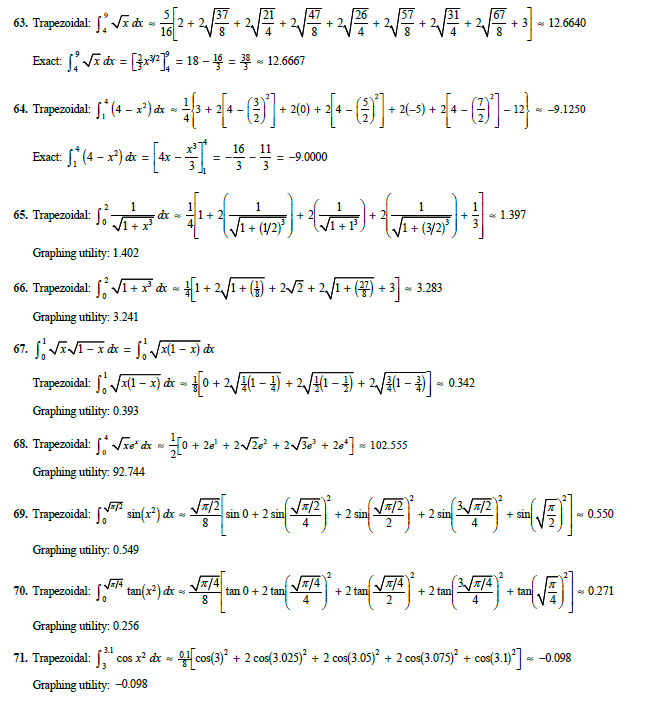 63. Trapezoidal: ∫₄⁹ √x dx ≈ 5/16[2 + 2√(37/8) + 2√(21/4) + 2√(47/8) + 2√(26/4) + 2√(57/8) + 2√(31/4) + 2√(67/8) + 3] ≈ 12.6640
Exact: ∫₄⁹ √x dx = [2/3 x^(3/2)]₄⁹ = 18 − 16/3 = 38/3 ≈ 12.6667
64. Trapezoidal: ∫₁⁴ (4 − x²) dx ≈ 1/4{3 + 2[4 − (3/2)²] + 2(0) + 2[4 − (5/2)²] + 2(−5) + 2[4 − (7/2)²] − 12} ≈ −9.1250
Exact: ∫₁⁴ (4 − x²) dx = [4x − x³/3]₁⁴ = −16/3 − 11/3 = −9.0000
65. Trapezoidal: ∫₀² 1/√(1 + x³) dx ≈ 1/4[1 + 2(1/√(1 + (1/2)³)) + 2(1/√(1 + 1³)) + 2(1/√(1 + (3/2)³)) + 1/3] ≈ 1.397
Graphing utility: 1.402
66. Trapezoidal: ∫₀² √(1 + x³) dx ≈ 1/4[1 + 2√(1 + (1/8)) + 2√2 + 2√(1 + (27/8)) + 3] ≈ 3.283
Graphing utility: 3.241
67. ∫₀¹ √x √(1 − x) dx = ∫₀¹ √(x(1 − x)) dx
Trapezoidal: ∫₀¹ √(x(1 − x)) dx ≈ 1/8[0 + 2√(1/4(1 − 1/4)) + 2√(1/2(1 − 1/2)) + 2√(3/4(1 − 3/4))] ≈ 0.342
Graphing utility: 0.393
68. Trapezoidal: ∫₀⁴ √x eˣ dx ≈ 1/2[0 + 2e¹ + 2√2e² + 2√3e³ + 2e⁴] ≈ 102.555
Graphing utility: 92.744
69. Trapezoidal: ∫₀^√(π/2) sin(x²) dx ≈ √(π/2)/8[sin 0 + 2 sin(√(π/2)/4)² + 2 sin(√(π/2)/2)² + 2 sin(3√(π/2)/4)² + sin(√(π/2))²] ≈ 0.550
Graphing utility: 0.549
70. Trapezoidal: ∫₀^√(π/4) tan(x²) dx ≈ √(π/4)/8[tan 0 + 2 tan(√(π/4)/4)² + 2 tan(√(π/4)/2)² + 2 tan(3√(π/4)/4)² + tan(√(π/4))²] ≈ 0.271
Graphing utility: 0.256
71. Trapezoidal: ∫₃^3.1 cos x² dx ≈ 0.1/8[cos(3)² + 2 cos(3.025)² + 2 cos(3.05)² + 2 cos(3.075)² + cos(3.1)²] ≈ −0.098
Graphing utility: −0.098